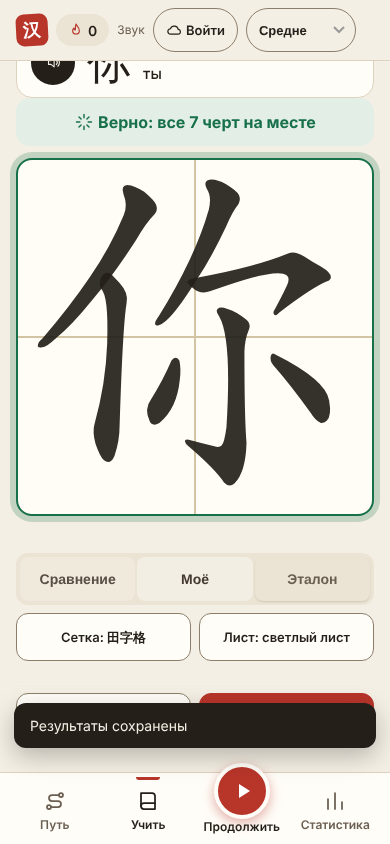 汉 0 Звук Войти Средне
你 ты
Верно: все 7 черт на месте
你
Сравнение Моё Эталон
Сетка: 田字格 Лист: светлый лист
Результаты сохранены
Путь Учить Продолжить Статистика